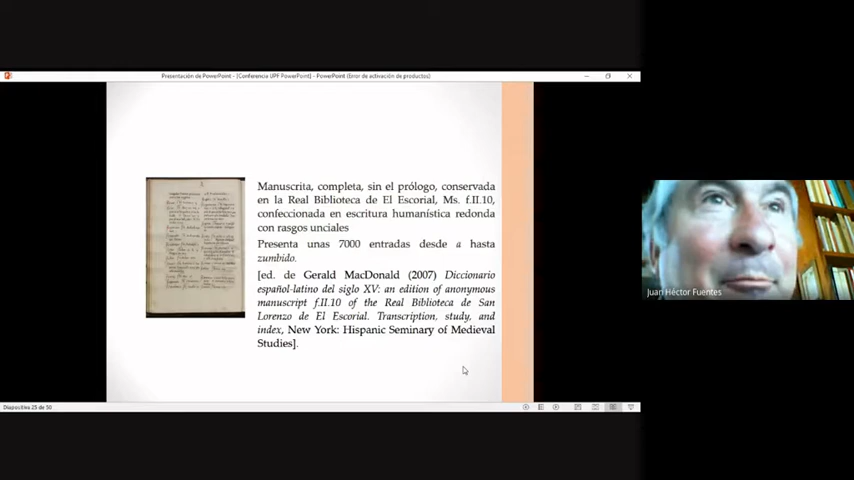 Presentación de PowerPoint - [Conferencia UPF PowerPoint] - PowerPoint (Error de activación de productos)
Manuscrita, completa, sin el prólogo, conservada
en la Real Biblioteca de El Escorial, Ms. f.II.10,
confeccionada en escritura humanística redonda
con rasgos unciales
Presenta unas 7000 entradas desde a hasta
zumbido.
[ed. de Gerald MacDonald (2007) Diccionario
español-latino del siglo XV: an edition of anonymous
manuscript f.II.10 of the Real Biblioteca de San
Lorenzo de El Escorial. Transcription, study, and
index, New York: Hispanic Seminary of Medieval
Studies].
Juan Héctor Fuentes
Diapositiva 25 de 50